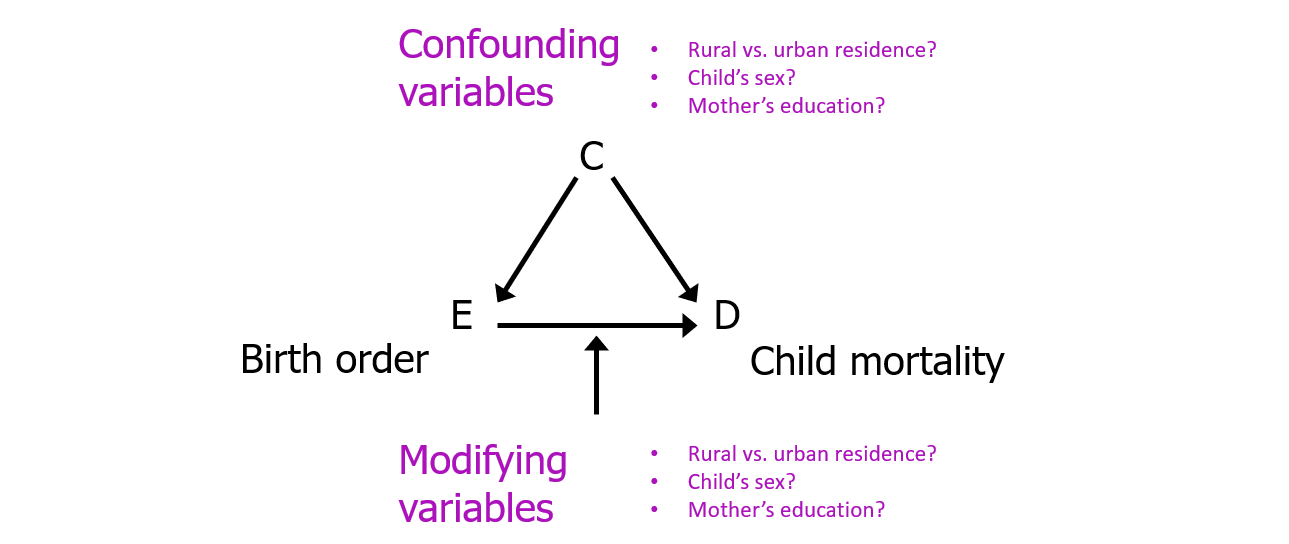 Confounding
variables
• Rural vs. urban residence?
• Child's sex?
• Mother's education?
C
E
D
Birth order
Child mortality
Modifying
variables
• Rural vs. urban residence?
• Child's sex?
• Mother's education?